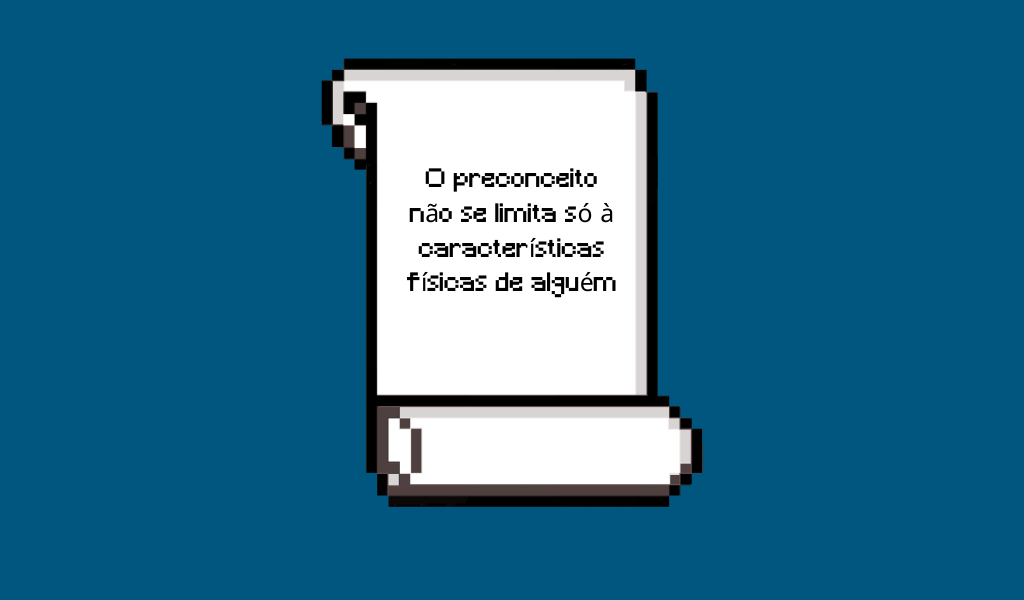 O preconceito
não se limita só à
características
físicas de alguém